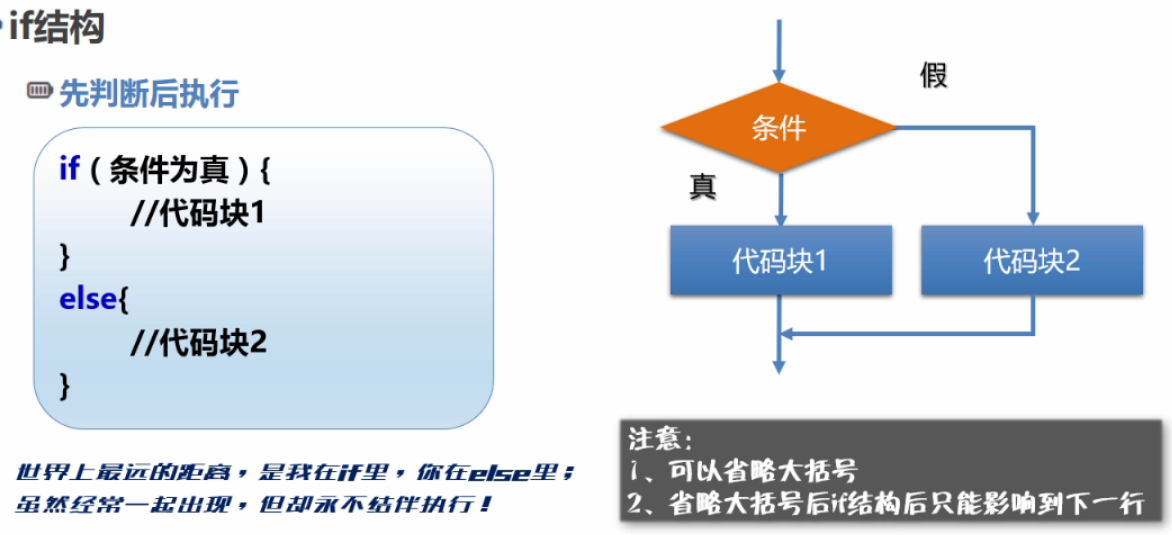 if结构
先判断后执行
if ( 条件为真 ) {
//代码块1
}
else{
//代码块2
}
世界上最远的距离，是我在if里，你在else里；
虽然经常一起出现，但却永不结伴执行！
条件
假
真
代码块1
代码块2
注意：
1、可以省略大括号
2、省略大括号后if结构后只能影响到下一行